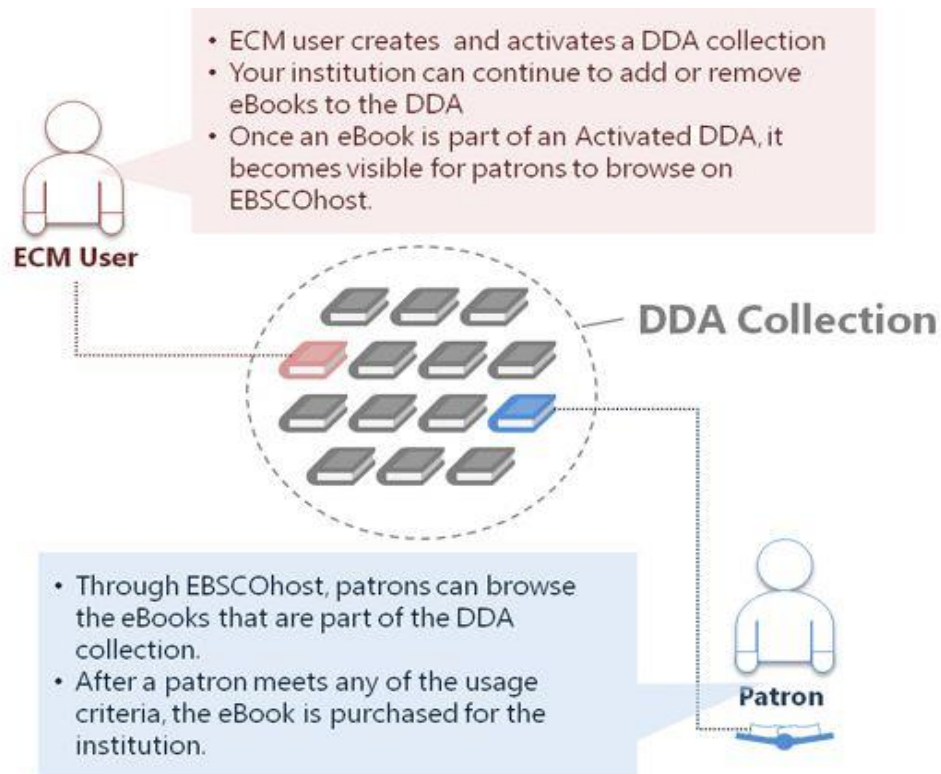 • ECM user creates and activates a DDA collection
• Your institution can continue to add or remove
eBooks to the DDA
• Once an eBook is part of an Activated DDA, it
becomes visible for patrons to browse on
EBSCOhost.
ECM User
DDA Collection
• Through EBSCOhost, patrons can browse
the eBooks that are part of the DDA
collection.
• After a patron meets any of the usage
criteria, the eBook is purchased for the
institution.
Patron